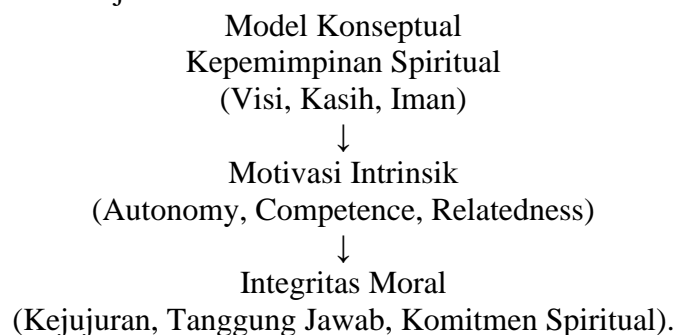 Model Konseptual
Kepemimpinan Spiritual
(Visi, Kasih, Iman)
↓
Motivasi Intrinsik
(Autonomy, Competence, Relatedness)
↓
Integritas Moral
(Kejujuran, Tanggung Jawab, Komitmen Spiritual).